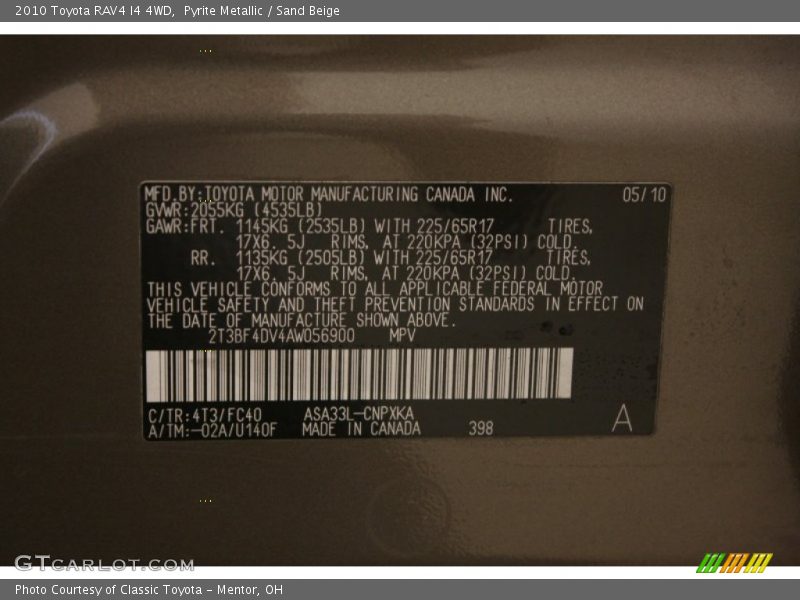 2010 Toyota RAV4 I4 4WD, Pyrite Metallic / Sand Beige
MFD.BY:TOYOTA MOTOR MANUFACTURING CANADA INC. 05/10
GVWR:2055KG (4535LB)
GAWR:FRT. 1145KG (2535LB) WITH 225/65R17 TIRES,
17X6. 5J RIMS, AT 220KPA (32PSI) COLD.
RR. 1135KG (2505LB) WITH 225/65R17 TIRES,
17X6. 5J RIMS, AT 220KPA (32PSI) COLD.
THIS VEHICLE CONFORMS TO ALL APPLICABLE FEDERAL MOTOR
VEHICLE SAFETY AND THEFT PREVENTION STANDARDS IN EFFECT ON
THE DATE OF MANUFACTURE SHOWN ABOVE.
2T3BF4DV4AW056900 MPV
C/TR:4T3/FC40 ASA33L-CNPXKA
A/TM:-02A/U140F MADE IN CANADA 398 A
GTCARLOT.COM
Photo Courtesy of Classic Toyota - Mentor, OH